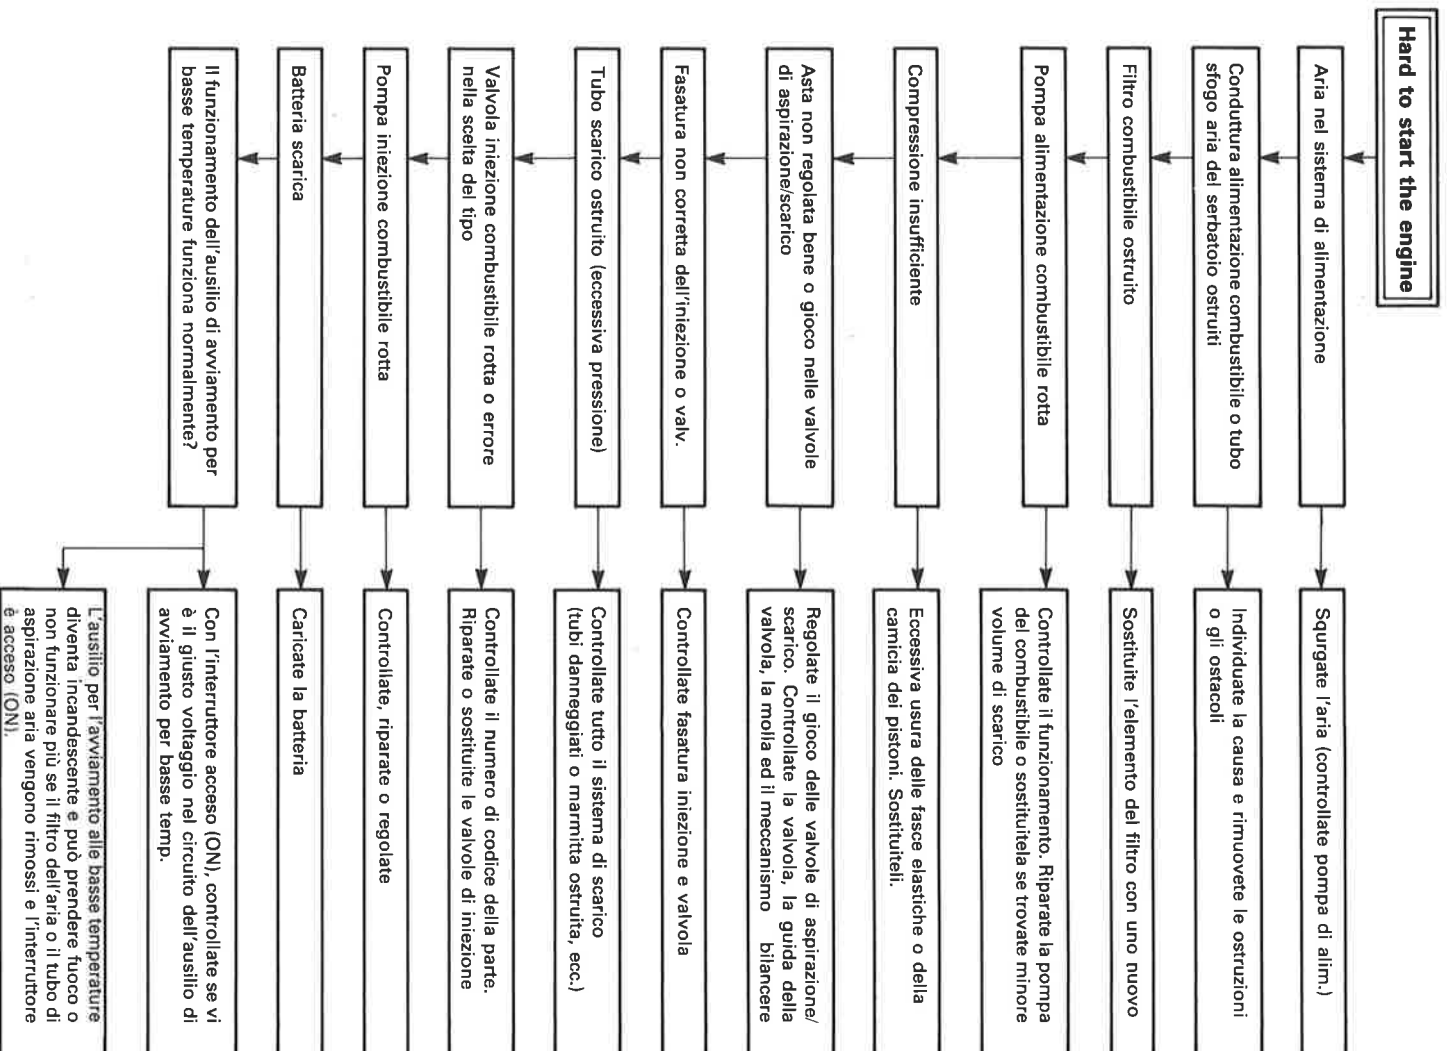 Hard to start the engine
Aria nel sistema di alimentazione
Squrgate l'aria (controllate pompa di alim.)
Conduttura alimentazione combustibile o tubo
sfogo aria del serbatoio ostruiti
Individuate la causa e rimuovete le ostruzioni
o gli ostacoli
Filtro combustibile ostruito
Sostituite l'elemento del filtro con uno nuovo
Pompa alimentazione combustibile rotta
Controllate il funzionamento. Riparate la pompa
del combustibile o sostituitela se trovate minore
volume di scarico
Compressione insufficiente
Eccessiva usura delle fasce elastiche o della
camicia dei pistoni. Sostituiteli.
Asta non regolata bene o gioco nelle valvole
di aspirazione/scarico
Regolate il gioco delle valvole di aspirazione/
scarico. Controllate la valvola, la guida della
valvola, la molla ed il meccanismo bilancere
Fasatura non corretta dell'iniezione o valv.
Controllate fasatura iniezione e valvola
Tubo scarico ostruito (eccessiva pressione)
Controllate tutto il sistema di scarico
(tubi danneggiati o marmitta ostruita, ecc.)
Valvola iniezione combustibile rotta o errore
nella scelta del tipo
Controllate il numero di codice della parte.
Riparate o sostituite le valvole di iniezione
Pompa iniezione combustibile rotta
Controllate, riparate o regolate
Batteria scarica
Caricate la batteria
Il funzionamento dell'ausilio di avviamento per
basse temperature funziona normalmente?
Con l'interruttore acceso (ON), controllate se vi
è il giusto voltaggio nel circuito dell'ausilio di
avviamento per basse temp.
L'ausilio per l'avviamento alle basse temperature
diventa incandescente e può prendere fuoco o
non funzionare più se il filtro dell'aria o il tubo di
aspirazione aria vengono rimossi e l'interruttore
è acceso (ON).